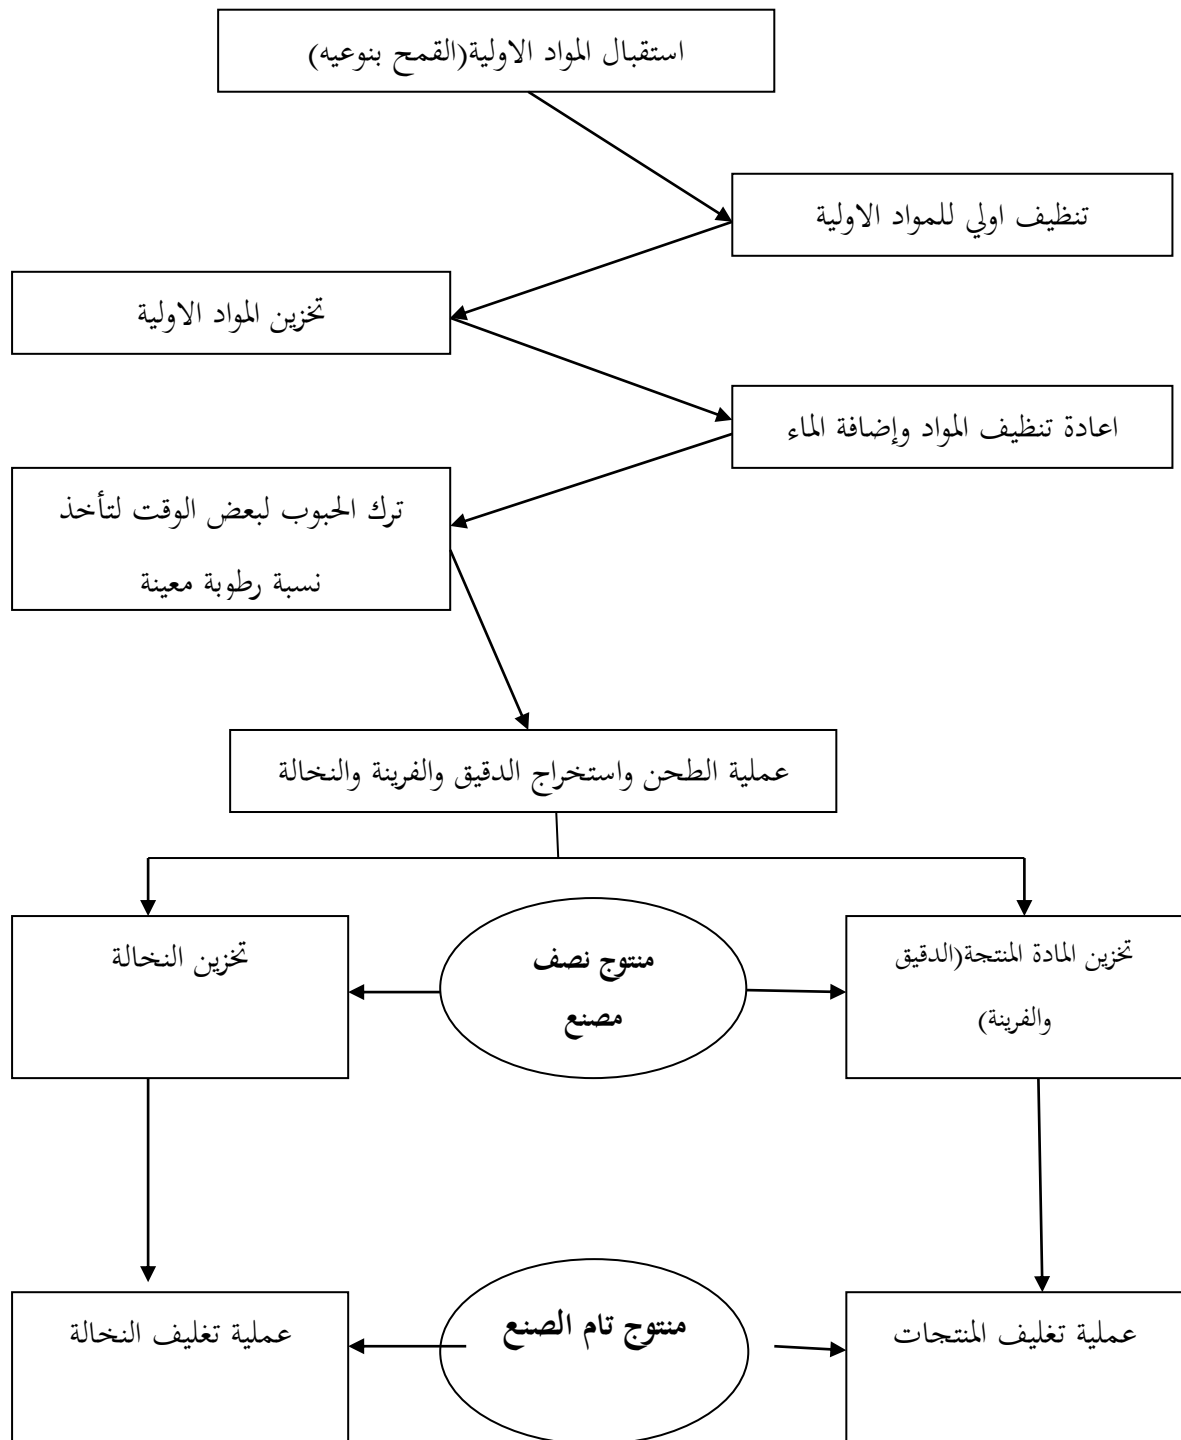 استقبال المواد الاولية(القمح بنوعيه)
تنظيف اولي للمواد الاولية
تخزين المواد الاولية
اعادة تنظيف المواد وإضافة الماء
ترك الحبوب لبعض الوقت لتأخذ
نسبة رطوبة معينة
عملية الطحن واستخراج الدقيق والفرينة والنخالة
تخزين المادة المنتجة(الدقيق
والفرينة)
منتوج نصف
مصنع
تخزين النخالة
عملية تغليف المنتجات
منتوج تام الصنع
عملية تغليف النخالة